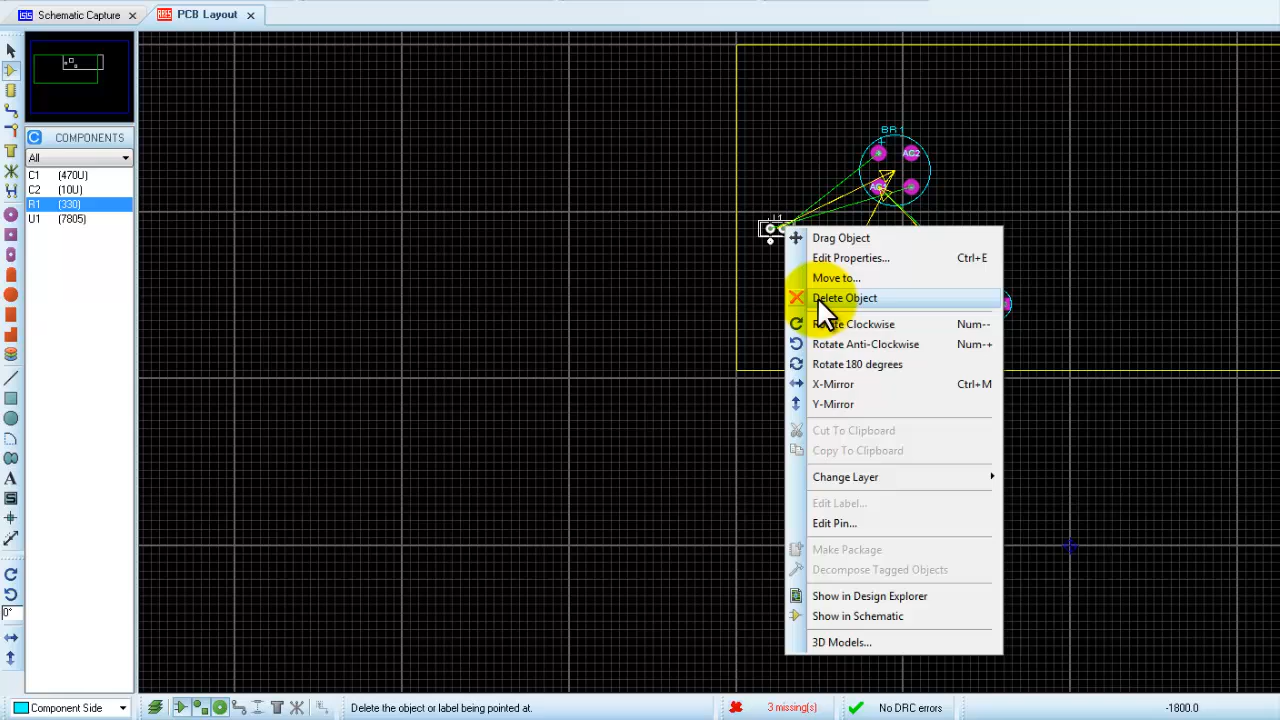 Schematic Capture
PCB Layout
COMPONENTS
All
C1 (470U)
C2 (10U)
R1 (330)
U1 (7805)
0°
BR1
AC2
Drag Object
Edit Properties... Ctrl+E
Move to...
Delete Object
Rotate Clockwise Num--
Rotate Anti-Clockwise Num-+
Rotate 180 degrees
X-Mirror Ctrl+M
Y-Mirror
Cut To Clipboard
Copy To Clipboard
Change Layer
Edit Label...
Edit Pin...
Make Package
Decompose Tagged Objects
Show in Design Explorer
Show in Schematic
3D Models...
Component Side
Delete the object or label being pointed at.
3 missing(s)
No DRC errors
-1800.0